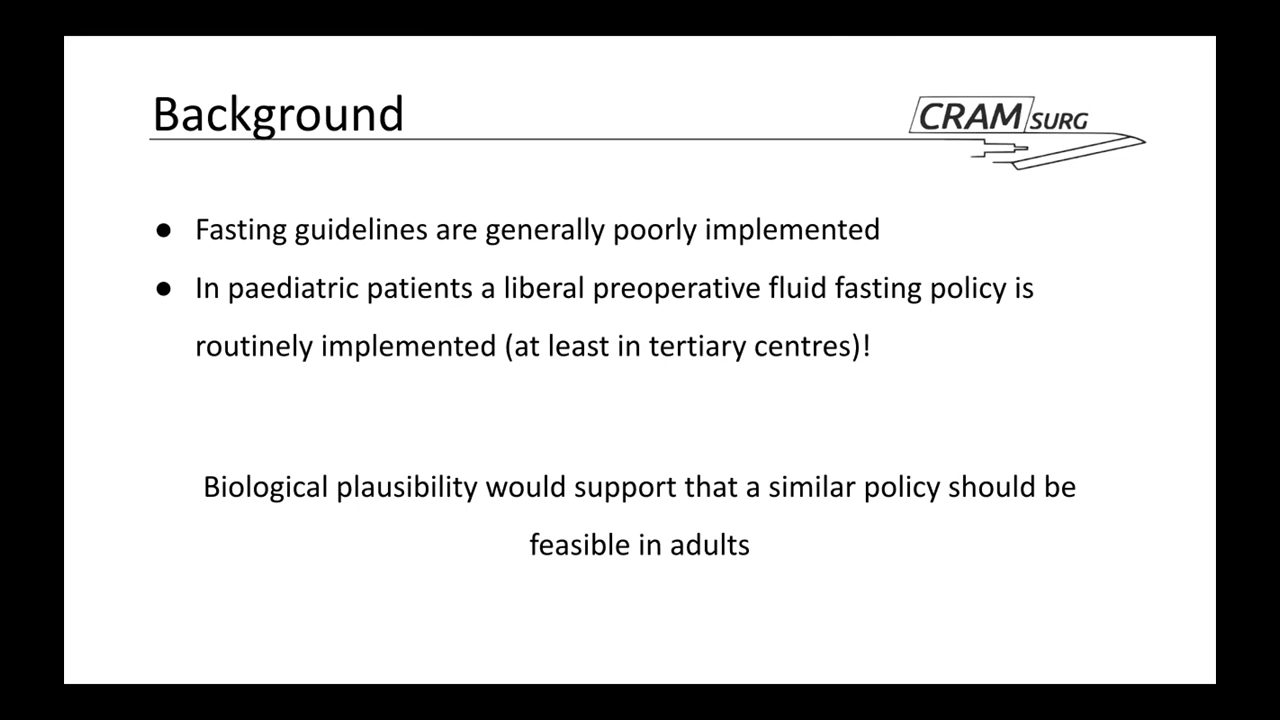 Background
CRAM SURG
● Fasting guidelines are generally poorly implemented
● In paediatric patients a liberal preoperative fluid fasting policy is
routinely implemented (at least in tertiary centres)!
Biological plausibility would support that a similar policy should be
feasible in adults